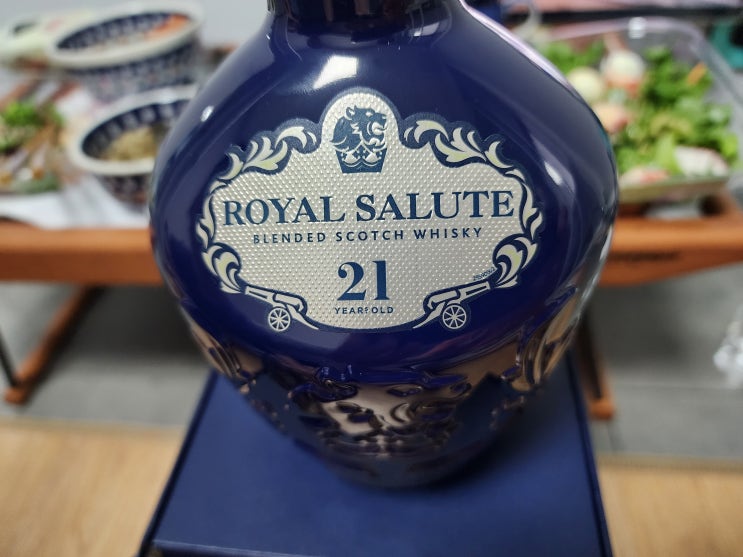 ROYAL SALUTE
BLENDED SCOTCH WHISKY
21
YEARS OLD